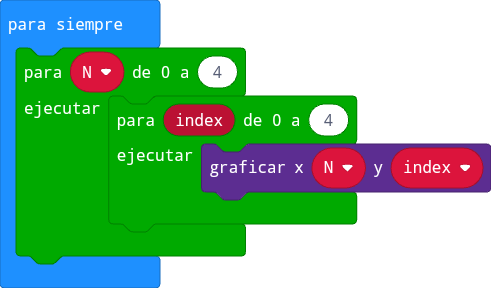 para siempre
para N de 0 a 4
ejecutar
para index de 0 a 4
ejecutar
graficar x N y index